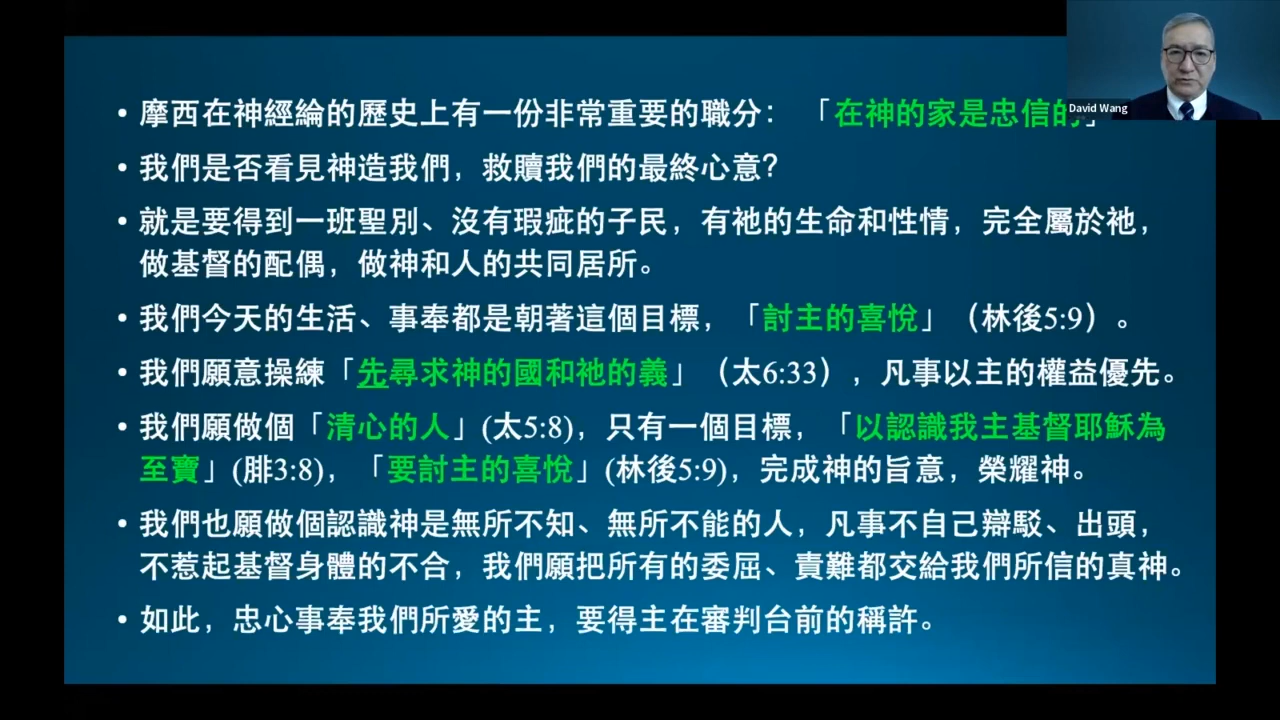 • 摩西在神經綸的歷史上有一份非常重要的職分：「在神的家是忠信的」
David Wang
• 我們是否看見神造我們，救贖我們的最終心意？
• 就是要得到一班聖別、沒有瑕疵的子民，有祂的生命和性情，完全屬於祂，
做基督的配偶，做神和人的共同居所。
• 我們今天的生活、事奉都是朝著這個目標，「討主的喜悅」（林後5:9）。
• 我們願意操練「先尋求神的國和祂的義」（太6:33），凡事以主的權益優先。
• 我們願做個「清心的人」(太5:8)，只有一個目標，「以認識我主基督耶穌為
至寶」(腓3:8)，「要討主的喜悅」(林後5:9)，完成神的旨意，榮耀神。
• 我們也願做個認識神是無所不知、無所不能的人，凡事不自己辯駁、出頭，
不惹起基督身體的不合，我們願把所有的委屈、責難都交給我們所信的真神。
• 如此，忠心事奉我們所愛的主，要得主在審判台前的稱許。